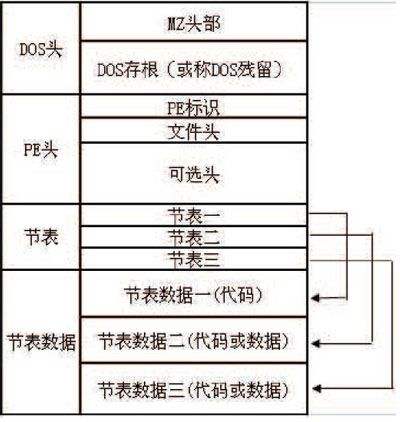 DOS头
MZ头部
DOS存根（或称DOS残留）
PE头
PE标识
文件头
可选头
节表
节表一
节表二
节表三
节表数据
节表数据一(代码)
节表数据二(代码或数据)
节表数据三(代码或数据)